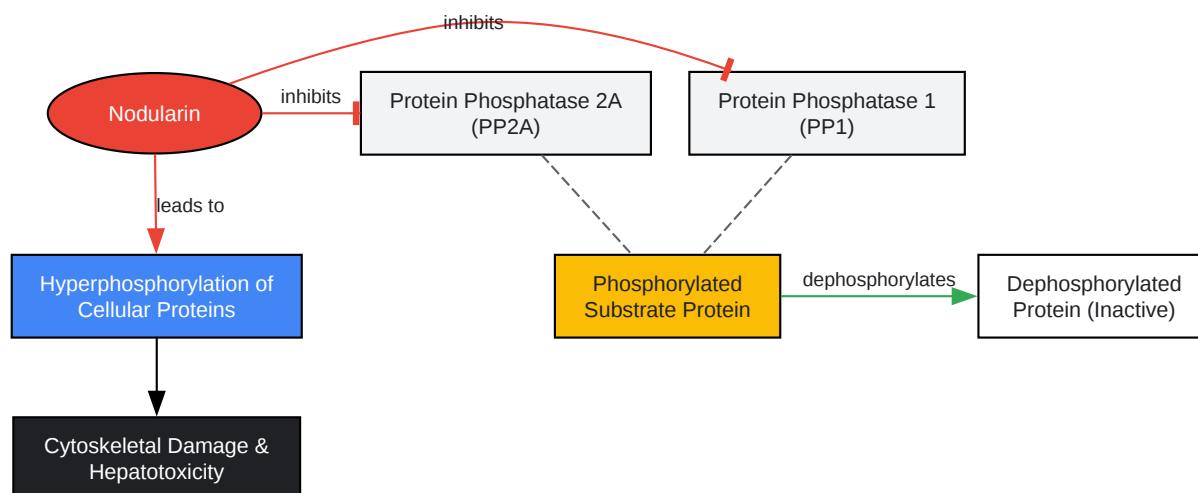 inhibits
Nodularin
inhibits
Protein Phosphatase 2A
(PP2A)
Protein Phosphatase 1
(PP1)
leads to
Hyperphosphorylation of
Cellular Proteins
Phosphorylated
Substrate Protein
dephosphorylates
Dephosphorylated
Protein (Inactive)
Cytoskeletal Damage &
Hepatotoxicity